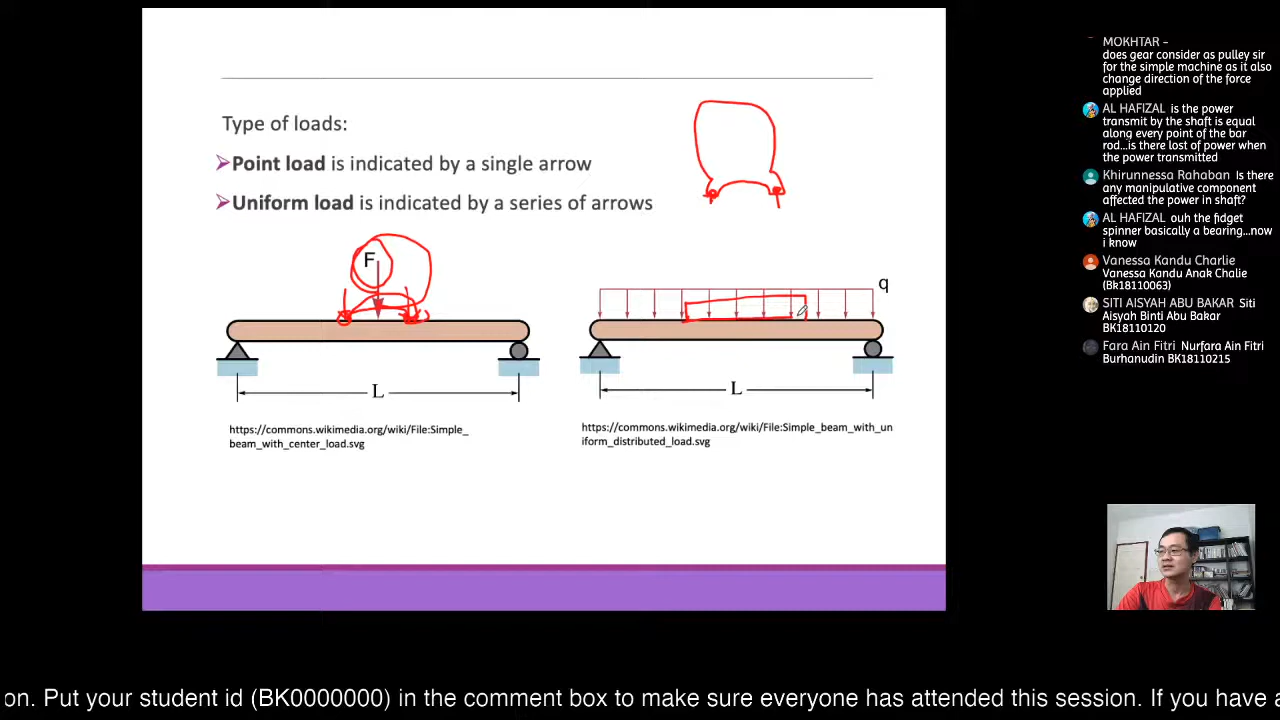 Type of loads:
➢Point load is indicated by a single arrow
➢Uniform load is indicated by a series of arrows
F
L
https://commons.wikimedia.org/wiki/File:Simple_
beam_with_center_load.svg
q
L
https://commons.wikimedia.org/wiki/File:Simple_beam_with_un
iform_distributed_load.svg
MOKHTAR -
does gear consider as pulley sir
for the simple machine as it also
change direction of the force
applied
AL HAFIZAL is the power
transmit by the shaft is equal
along every point of the bar
rod...is there lost of power when
the power transmitted
Khirunnessa Rahaban Is there
any manipulative component
affected the power in shaft?
AL HAFIZAL ouh the fidget
spinner basically a bearing...now
i know
Vanessa Kandu Charlie
Vanessa Kandu Anak Chalie
(Bk18110063)
SITI AISYAH ABU BAKAR Siti
Aisyah Binti Abu Bakar
BK18110120
Fara Ain Fitri Nurfara Ain Fitri
Burhanudin BK18110215
on. Put your student id (BK0000000) in the comment box to make sure everyone has attended this session. If you have a